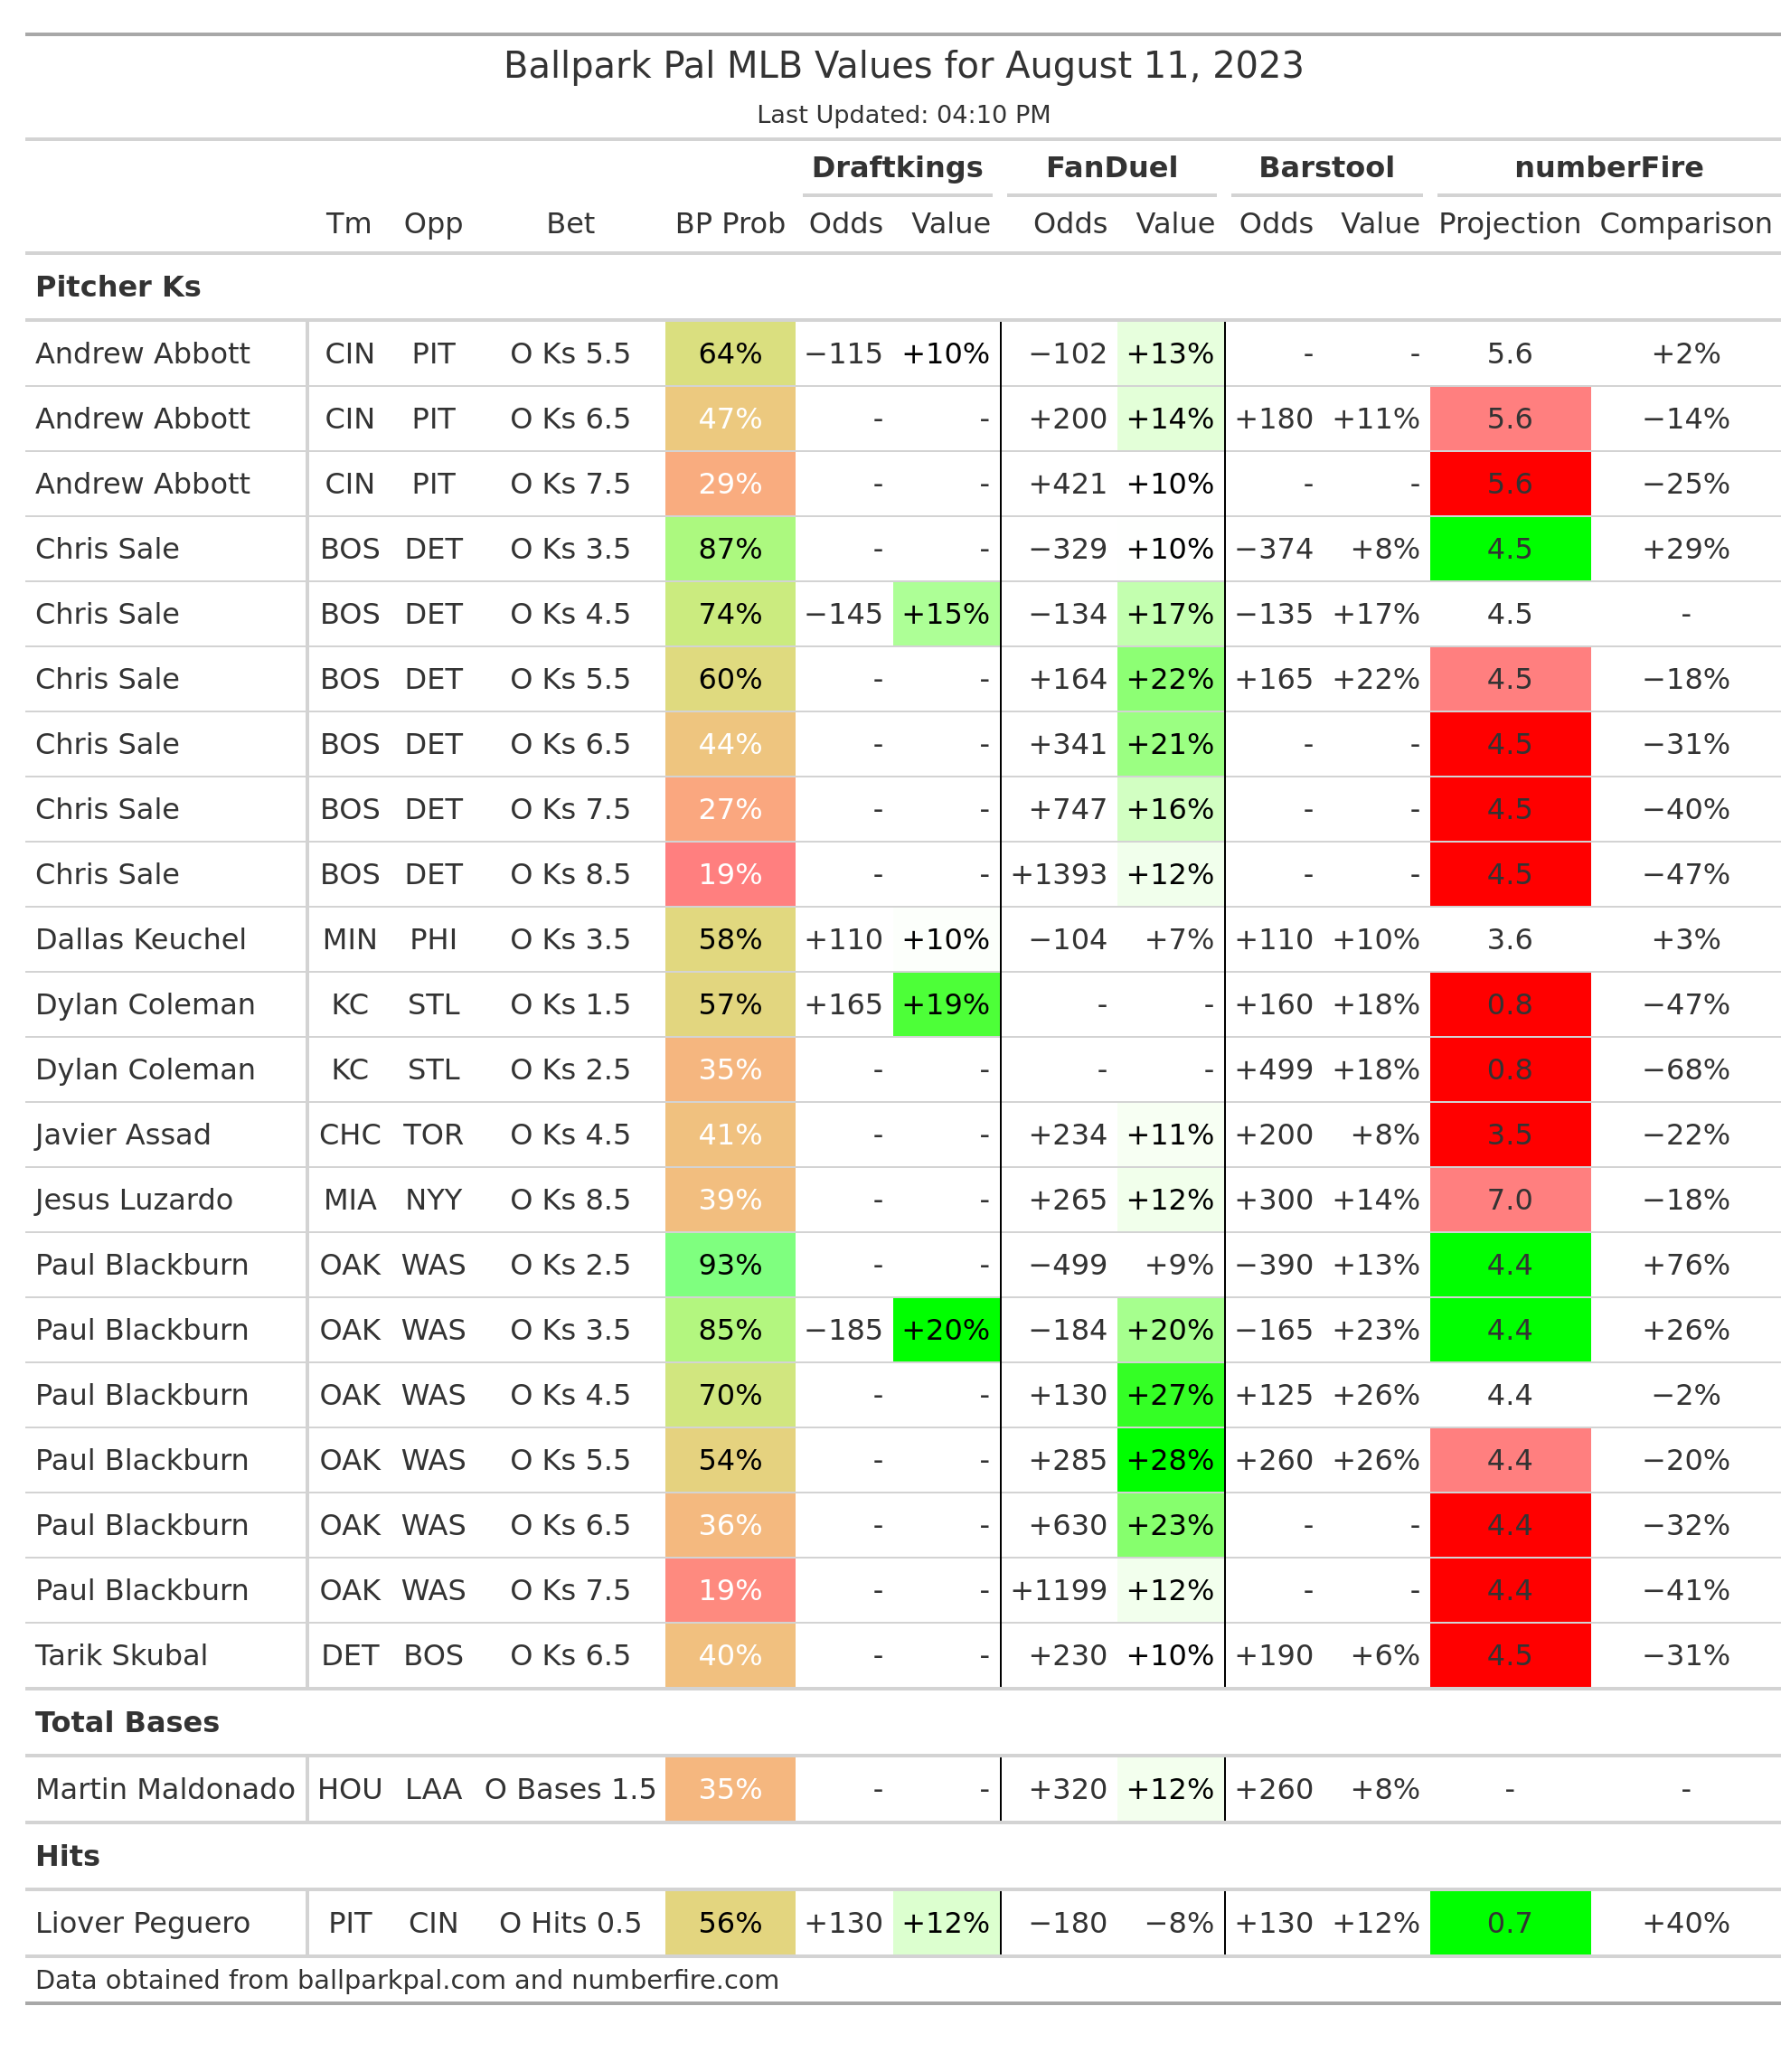 Ballpark Pal MLB Values for August 11, 2023
Last Updated: 04:10 PM
Draftkings FanDuel Barstool numberFire
Tm Opp Bet BP Prob Odds Value Odds Value Odds Value Projection Comparison
Pitcher Ks
Andrew Abbott CIN PIT O Ks 5.5 64% −115 +10% −102 +13% - - 5.6 +2%
Andrew Abbott CIN PIT O Ks 6.5 47% - - +200 +14% +180 +11% 5.6 −14%
Andrew Abbott CIN PIT O Ks 7.5 29% - - +421 +10% - - 5.6 −25%
Chris Sale BOS DET O Ks 3.5 87% - - −329 +10% −374 +8% 4.5 +29%
Chris Sale BOS DET O Ks 4.5 74% −145 +15% −134 +17% −135 +17% 4.5 -
Chris Sale BOS DET O Ks 5.5 60% - - +164 +22% +165 +22% 4.5 −18%
Chris Sale BOS DET O Ks 6.5 44% - - +341 +21% - - 4.5 −31%
Chris Sale BOS DET O Ks 7.5 27% - - +747 +16% - - 4.5 −40%
Chris Sale BOS DET O Ks 8.5 19% - - +1393 +12% - - 4.5 −47%
Dallas Keuchel MIN PHI O Ks 3.5 58% +110 +10% −104 +7% +110 +10% 3.6 +3%
Dylan Coleman KC STL O Ks 1.5 57% +165 +19% - - +160 +18% 0.8 −47%
Dylan Coleman KC STL O Ks 2.5 35% - - - - +499 +18% 0.8 −68%
Javier Assad CHC TOR O Ks 4.5 41% - - +234 +11% +200 +8% 3.5 −22%
Jesus Luzardo MIA NYY O Ks 8.5 39% - - +265 +12% +300 +14% 7.0 −18%
Paul Blackburn OAK WAS O Ks 2.5 93% - - −499 +9% −390 +13% 4.4 +76%
Paul Blackburn OAK WAS O Ks 3.5 85% −185 +20% −184 +20% −165 +23% 4.4 +26%
Paul Blackburn OAK WAS O Ks 4.5 70% - - +130 +27% +125 +26% 4.4 −2%
Paul Blackburn OAK WAS O Ks 5.5 54% - - +285 +28% +260 +26% 4.4 −20%
Paul Blackburn OAK WAS O Ks 6.5 36% - - +630 +23% - - 4.4 −32%
Paul Blackburn OAK WAS O Ks 7.5 19% - - +1199 +12% - - 4.4 −41%
Tarik Skubal DET BOS O Ks 6.5 40% - - +230 +10% +190 +6% 4.5 −31%
Total Bases
Martin Maldonado HOU LAA O Bases 1.5 35% - - +320 +12% +260 +8% - -
Hits
Liover Peguero PIT CIN O Hits 0.5 56% +130 +12% −180 −8% +130 +12% 0.7 +40%
Data obtained from ballparkpal.com and numberfire.com